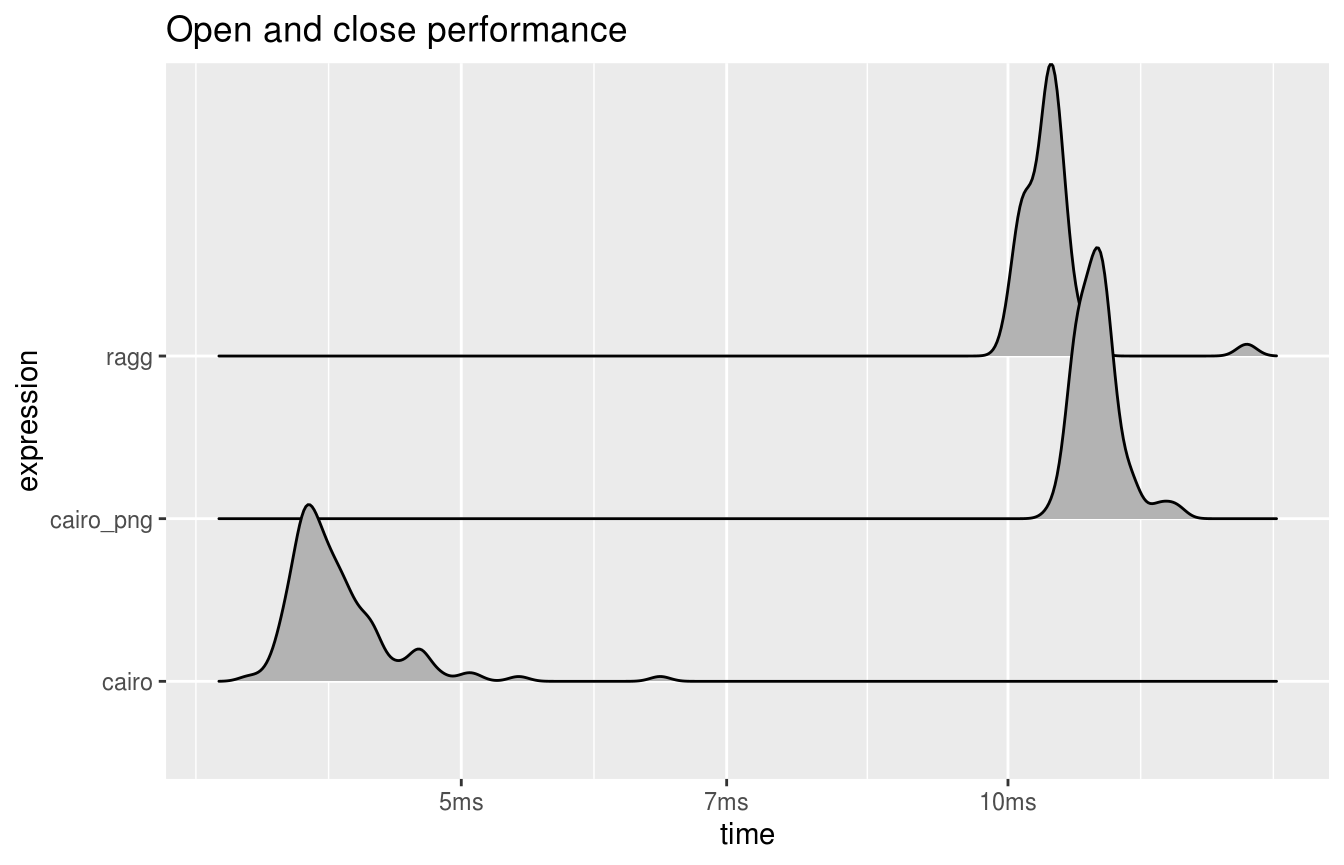 Open and close performance
expression
ragg
cairo_png
cairo
5ms 7ms 10ms
time